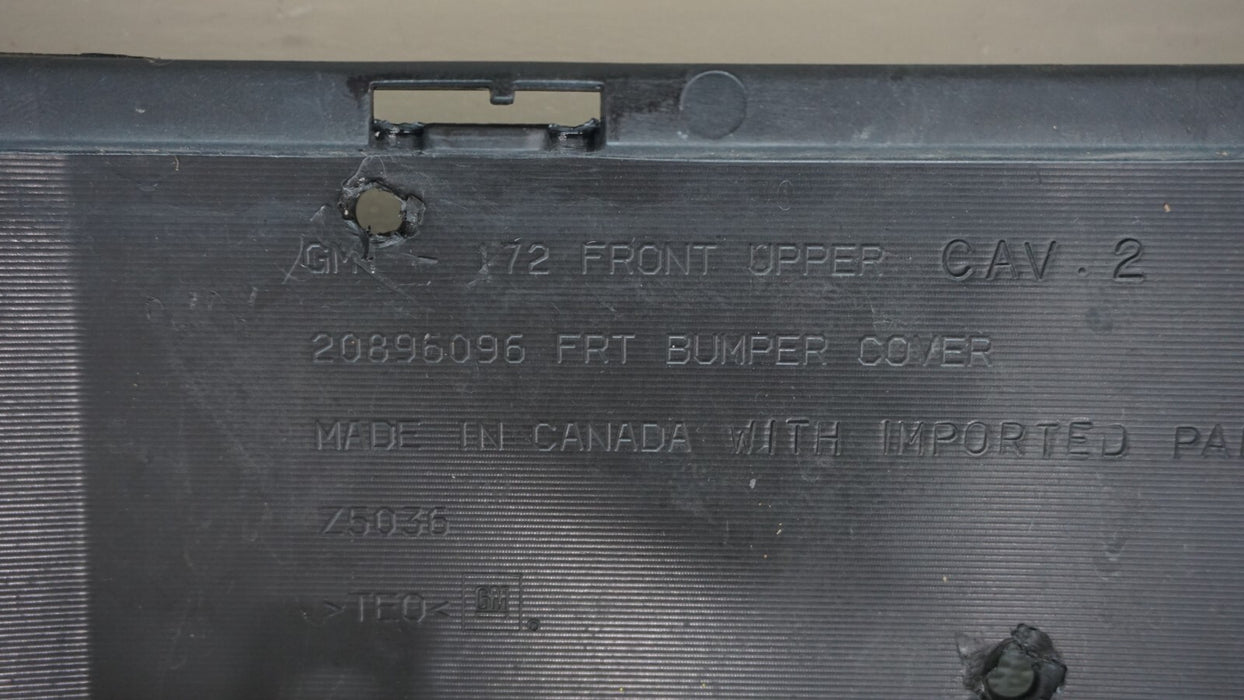 GM - 172 FRONT UPPER CAV. 2
20896096 FRT BUMPER COVER
MADE IN CANADA WITH IMPORTED
Z5036
>TEO< GM